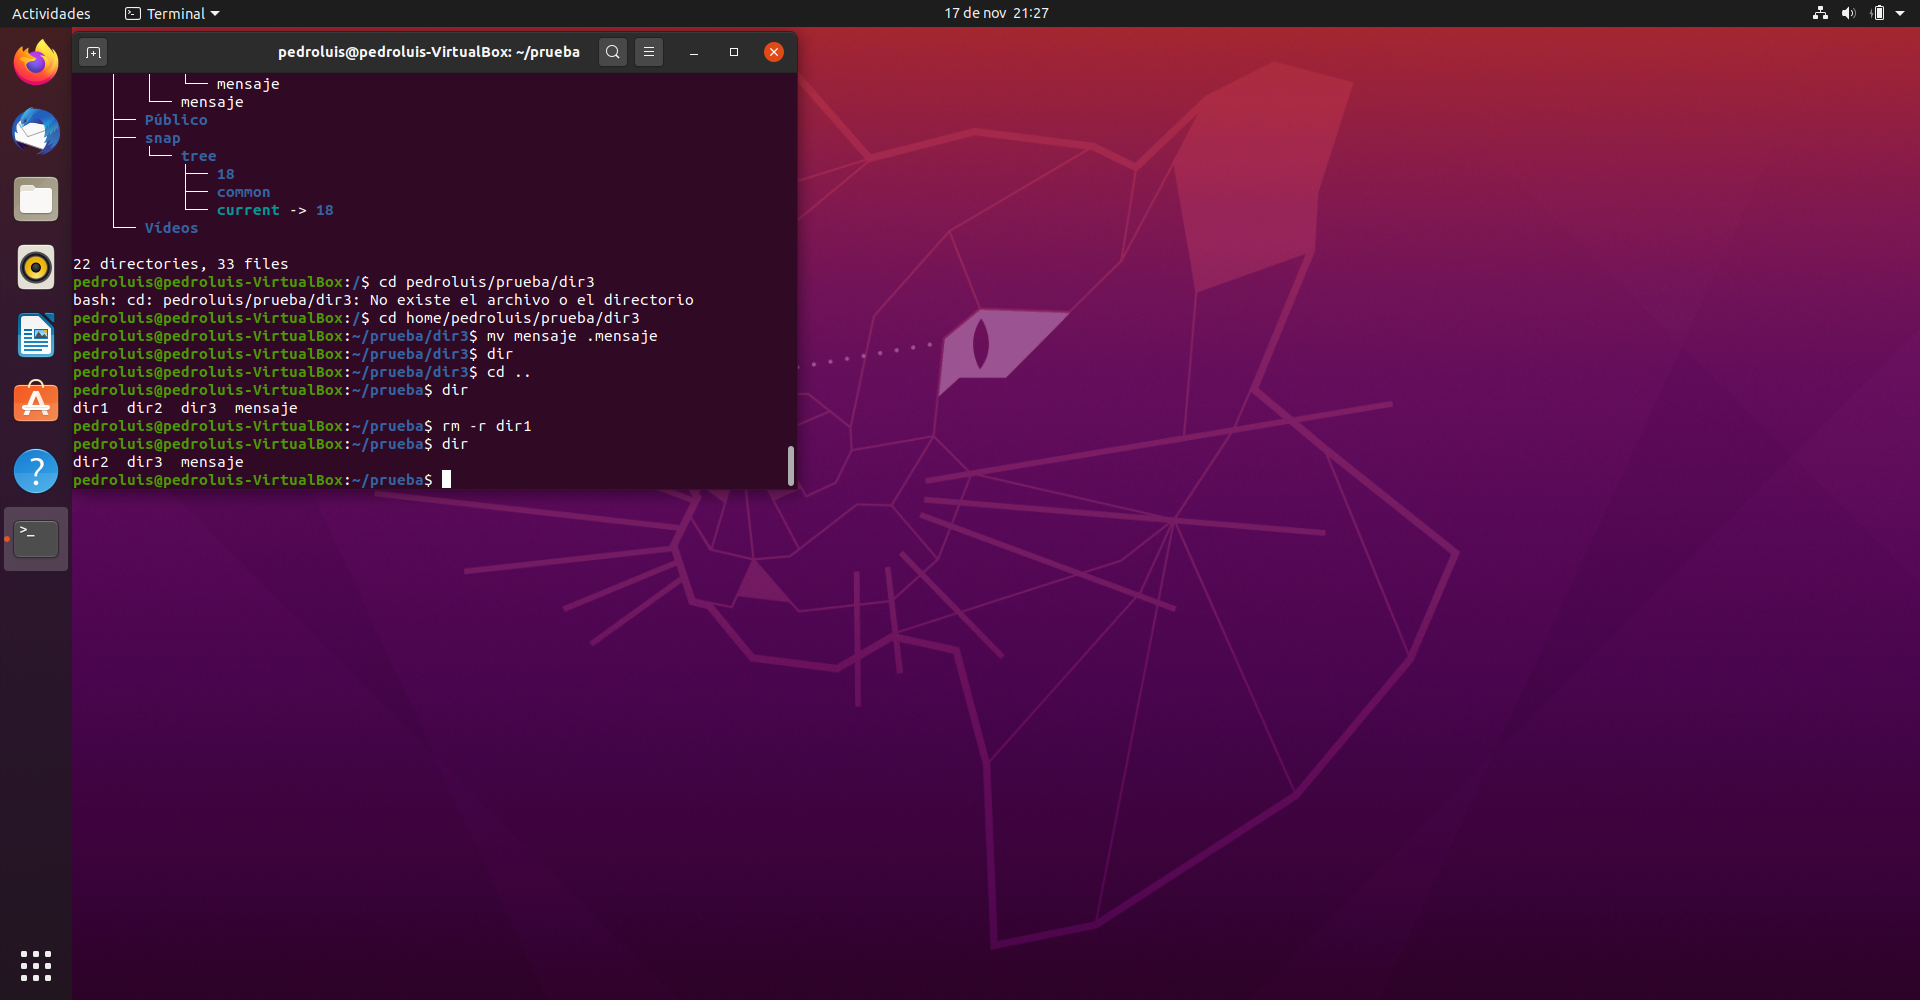 Actividades
Terminal
17 de nov 21:27
pedroluis@pedroluis-VirtualBox: ~/prueba
mensaje
mensaje
Público
snap
tree
18
common
current -> 18
Vídeos
22 directories, 33 files
pedroluis@pedroluis-VirtualBox:/$ cd pedroluis/prueba/dir3
bash: cd: pedroluis/prueba/dir3: No existe el archivo o el directorio
pedroluis@pedroluis-VirtualBox:/$ cd home/pedroluis/prueba/dir3
pedroluis@pedroluis-VirtualBox:~/prueba/dir3$ mv mensaje .mensaje
pedroluis@pedroluis-VirtualBox:~/prueba/dir3$ dir
pedroluis@pedroluis-VirtualBox:~/prueba/dir3$ cd ..
pedroluis@pedroluis-VirtualBox:~/prueba$ dir
dir1  dir2  dir3  mensaje
pedroluis@pedroluis-VirtualBox:~/prueba$ rm -r dir1
pedroluis@pedroluis-VirtualBox:~/prueba$ dir
dir2  dir3  mensaje
pedroluis@pedroluis-VirtualBox:~/prueba$